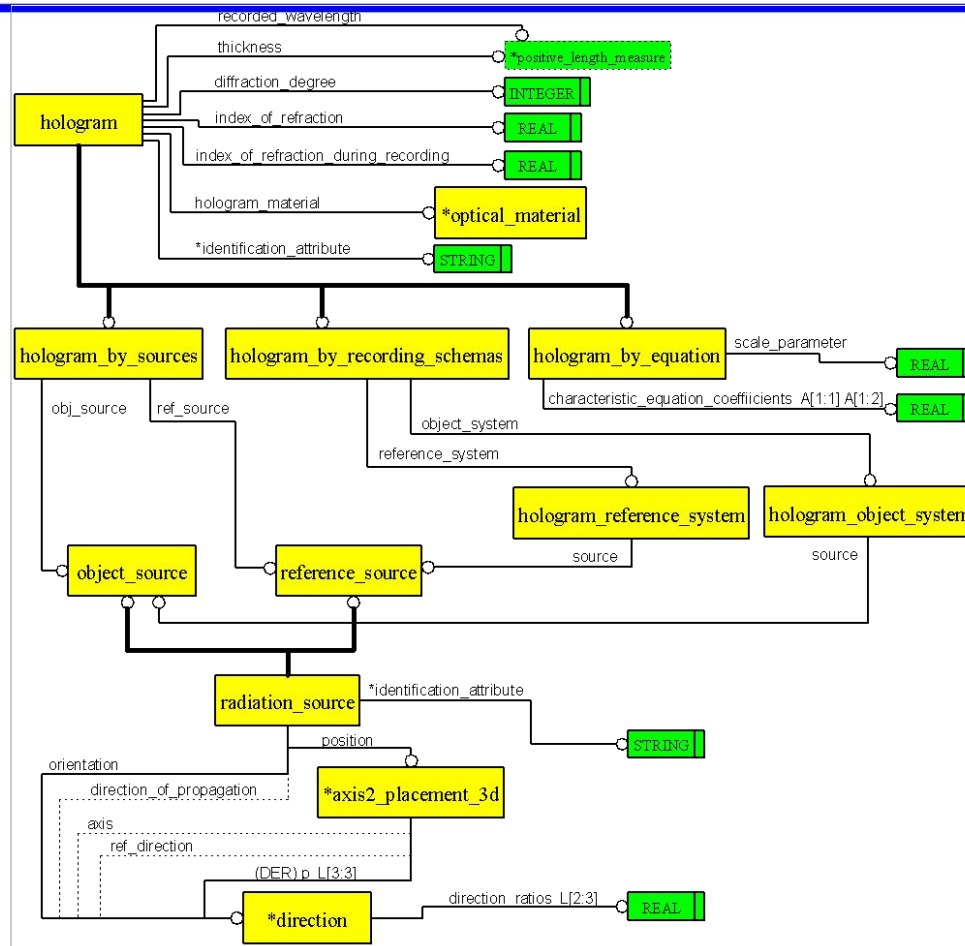 recorded_wavelength
thickness
*positive_length_measure
diffraction_degree
INTEGER
hologram
index_of_refraction
REAL
index_of_refraction_during_recording
REAL
hologram_material
*optical_material
*identification_attribute
STRING
hologram_by_sources
hologram_by_recording_schemas
hologram_by_equation
scale_parameter
REAL
obj_source
ref_source
characteristic_equation_coeffiicients A[1:1] A[1:2]
REAL
object_system
reference_system
hologram_reference_system
hologram_object_system
source
source
object_source
reference_source
radiation_source
*identification_attribute
STRING
position
orientation
direction_of_propagation
*axis2_placement_3d
axis
ref_direction
(DER) p L[3:3]
*direction
direction_ratios L[2:3]
REAL